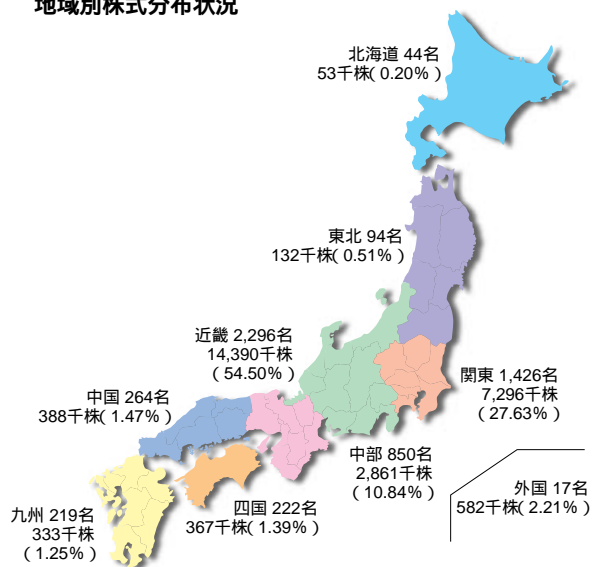 地域別株式分布状況
北海道 44名
53千株( 0.20% )
東北 94名
132千株( 0.51% )
近畿 2,296名
14,390千株
( 54.50% )
関東 1,426名
7,296千株
( 27.63% )
中国 264名
388千株( 1.47% )
中部 850名
2,861千株
( 10.84% )
外国 17名
582千株( 2.21% )
四国 222名
367千株( 1.39% )
九州 219名
333千株
( 1.25% )